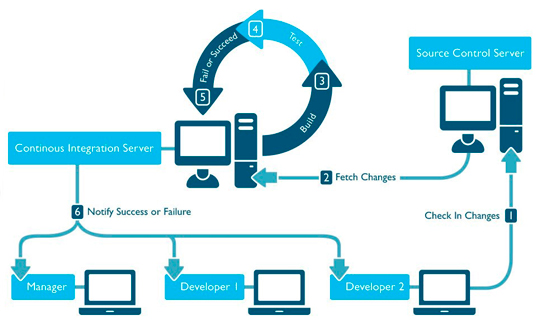 4
Test
Fail or Succeed
Source Control Server
3
5
Build
Continous Integration Server
2 Fetch Changes
6 Notify Success or Failure
Check In Changes 1
Manager
Developer 1
Developer 2